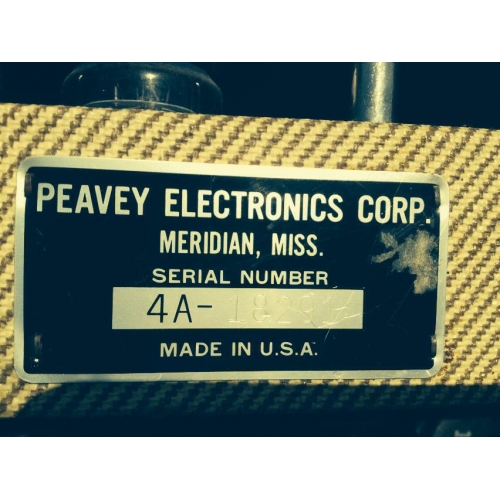 PEAVEY ELECTRONICS CORP.
MERIDIAN, MISS.
SERIAL NUMBER
4A-
MADE IN U.S.A.